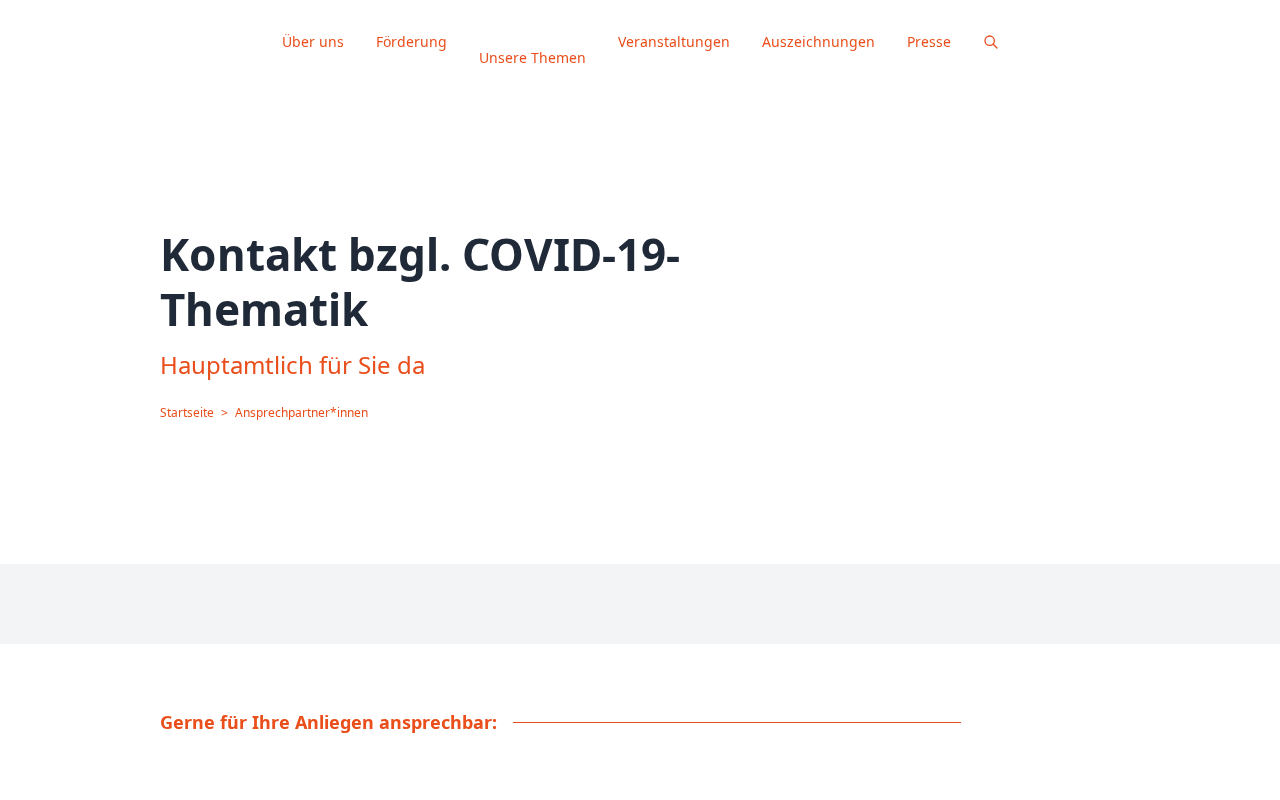 Über uns
Förderung
Unsere Themen
Veranstaltungen
Auszeichnungen
Presse
Kontakt bzgl. COVID-19-
Thematik
Hauptamtlich für Sie da
Startseite > Ansprechpartner*innen
Gerne für Ihre Anliegen ansprechbar: